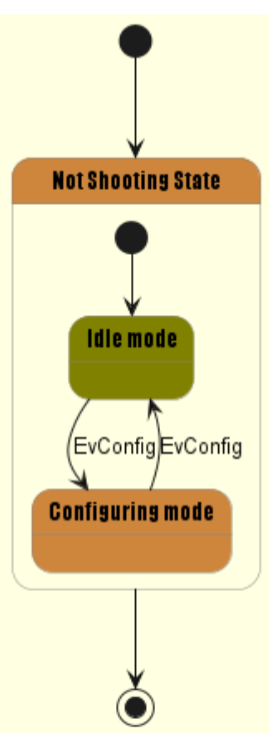 Not Shooting State
Idle mode
EvConfig EvConfig
Configuring mode